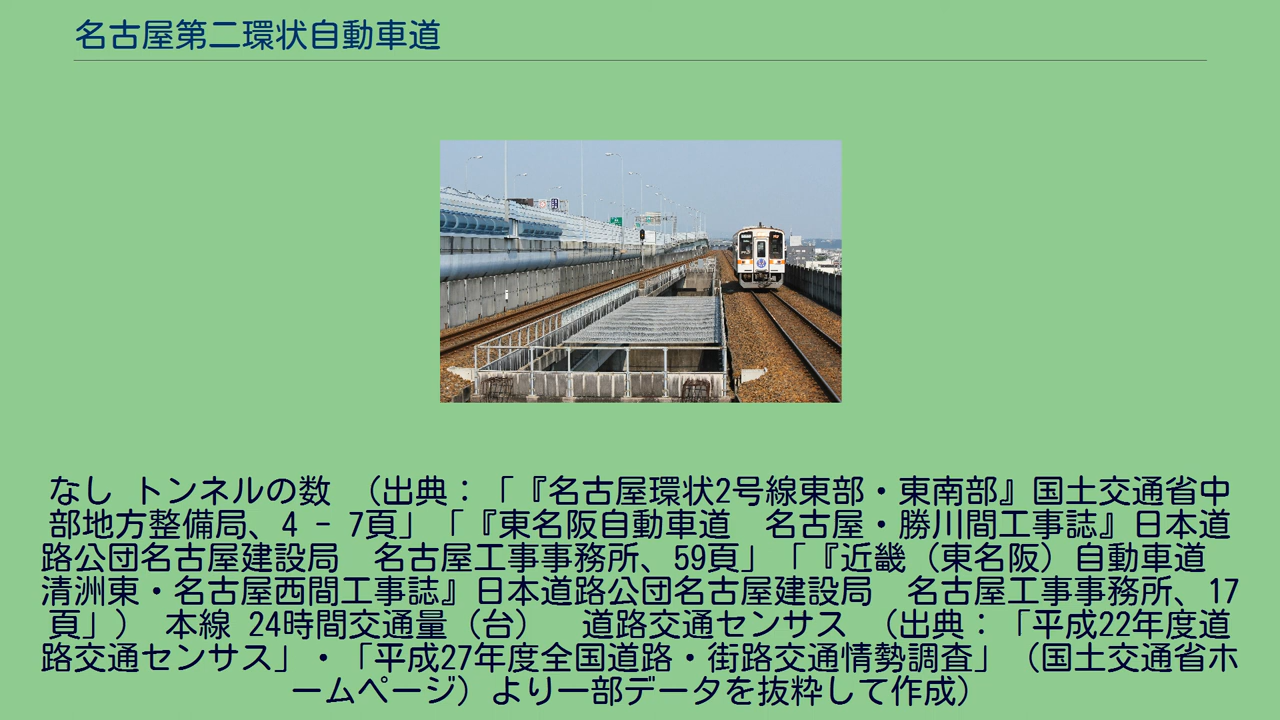 名古屋第二環状自動車道
なし トンネルの数 （出典：「『名古屋環状2号線東部・東南部』国土交通省中
部地方整備局、4 - 7頁」「『東名阪自動車道　名古屋・勝川間工事誌』日本道
路公団名古屋建設局　名古屋工事事務所、59頁」「『近畿（東名阪）自動車道
清洲東・名古屋西間工事誌』日本道路公団名古屋建設局　名古屋工事事務所、17
頁」） 本線 24時間交通量（台）　道路交通センサス （出典：「平成22年度道
路交通センサス」・「平成27年度全国道路・街路交通情勢調査」（国土交通省ホ
ームページ）より一部データを抜粋して作成）